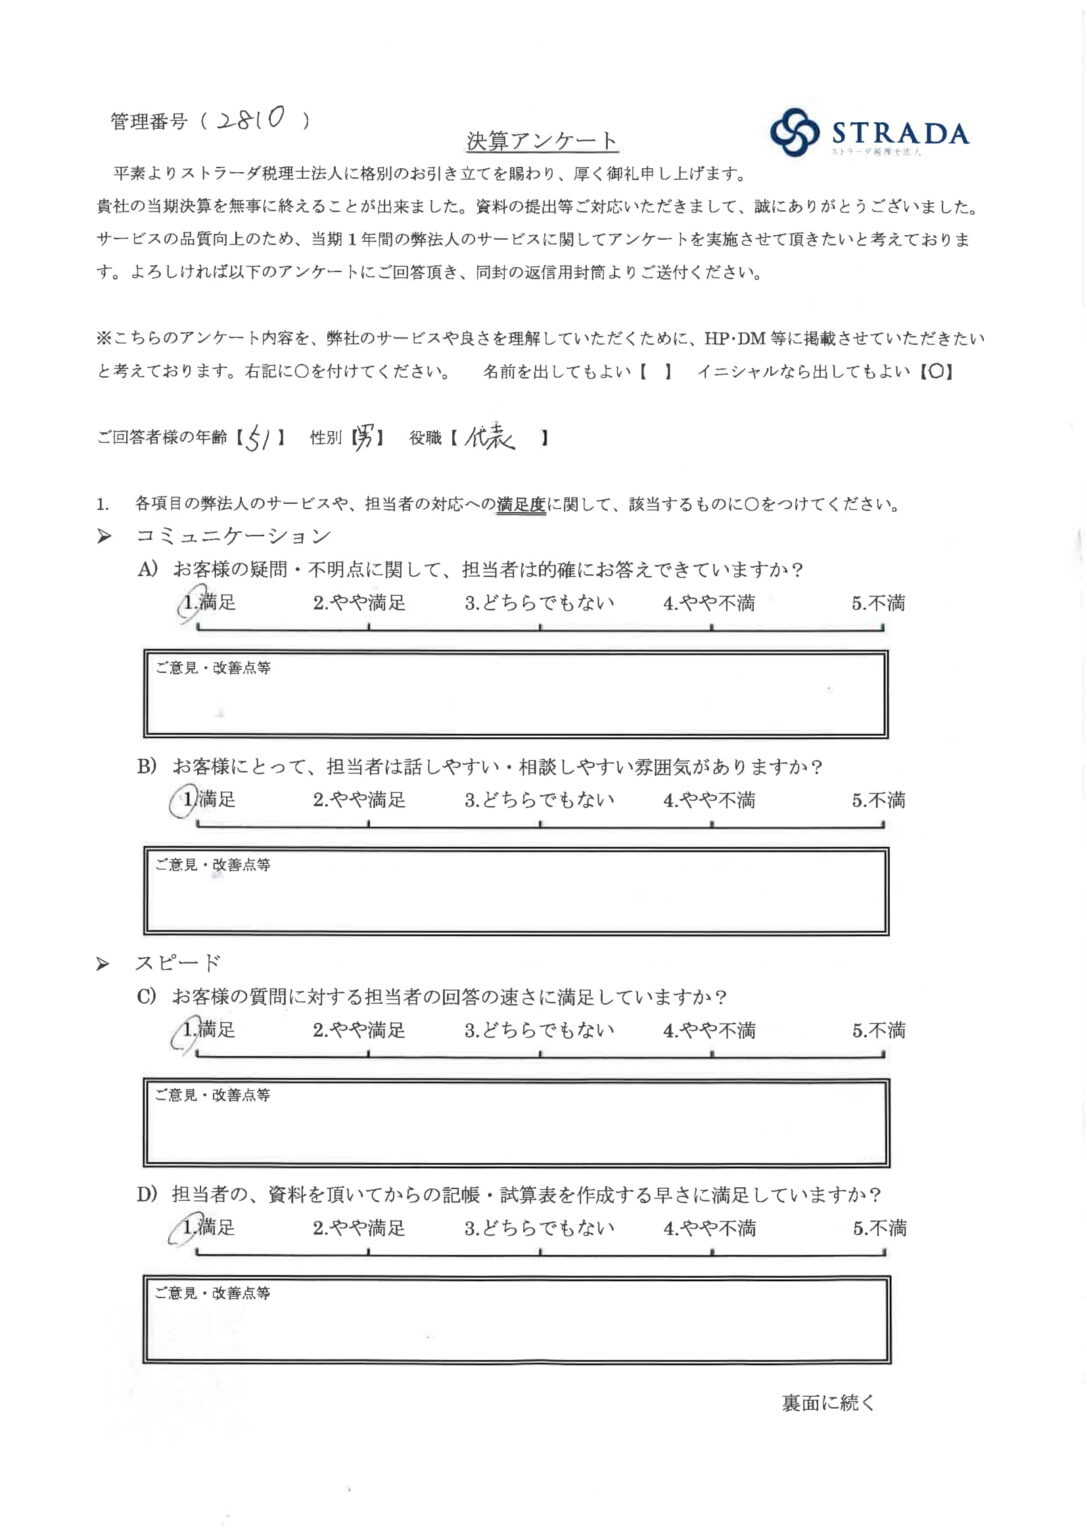 管理番号（ 2810 ）
STRADA
ストラーダ税理士法人
決算アンケート
平素よりストラーダ税理士法人に格別のお引き立てを賜わり、厚く御礼申し上げます。
貴社の当期決算を無事に終えることが出来ました。資料の提出等ご対応いただきまして、誠にありがとうございました。
サービスの品質向上のため、当期１年間の弊法人のサービスに関してアンケートを実施させて頂きたいと考えておりま
す。よろしければ以下のアンケートにご回答頂き、同封の返信用封筒よりご送付ください。
※こちらのアンケート内容を、弊社のサービスや良さを理解していただくために、HP･DM 等に掲載させていただきたい
と考えております。右記に○を付けてください。　名前を出してもよい【　】　イニシャルなら出してもよい【○】
ご回答者様の年齢【51】　性別【男】　役職【 代表 】
1.　各項目の弊法人のサービスや、担当者の対応への満足度に関して、該当するものに○をつけてください。
➢　コミュニケーション
A) お客様の疑問・不明点に関して、担当者は的確にお答えできていますか？
1.満足　2.やや満足　3.どちらでもない　4.やや不満　5.不満
ご意見・改善点等
B) お客様にとって、担当者は話しやすい・相談しやすい雰囲気がありますか？
1.満足　2.やや満足　3.どちらでもない　4.やや不満　5.不満
ご意見・改善点等
➢　スピード
C) お客様の質問に対する担当者の回答の速さに満足していますか？
1.満足　2.やや満足　3.どちらでもない　4.やや不満　5.不満
ご意見・改善点等
D) 担当者の、資料を頂いてからの記帳・試算表を作成する早さに満足していますか？
1.満足　2.やや満足　3.どちらでもない　4.やや不満　5.不満
ご意見・改善点等
裏面に続く